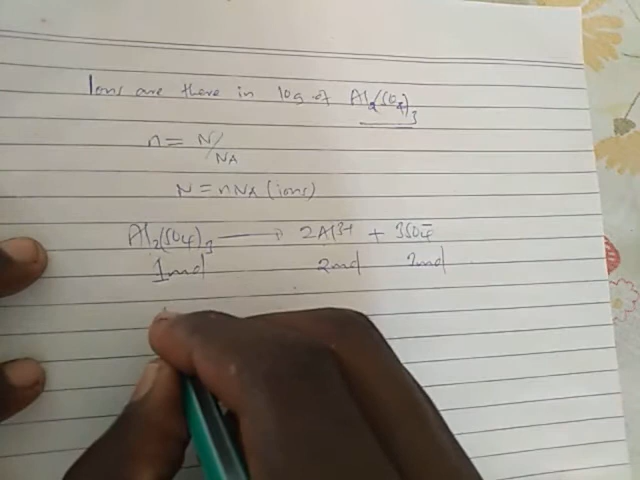 Ions are there in 10g of Al₂(SO₄)₃
n = N/NA
N = nNA (ions)
Al₂(SO₄)₃ → 2Al3+ + 3SO₄⁻
1mol 2mol 3mol